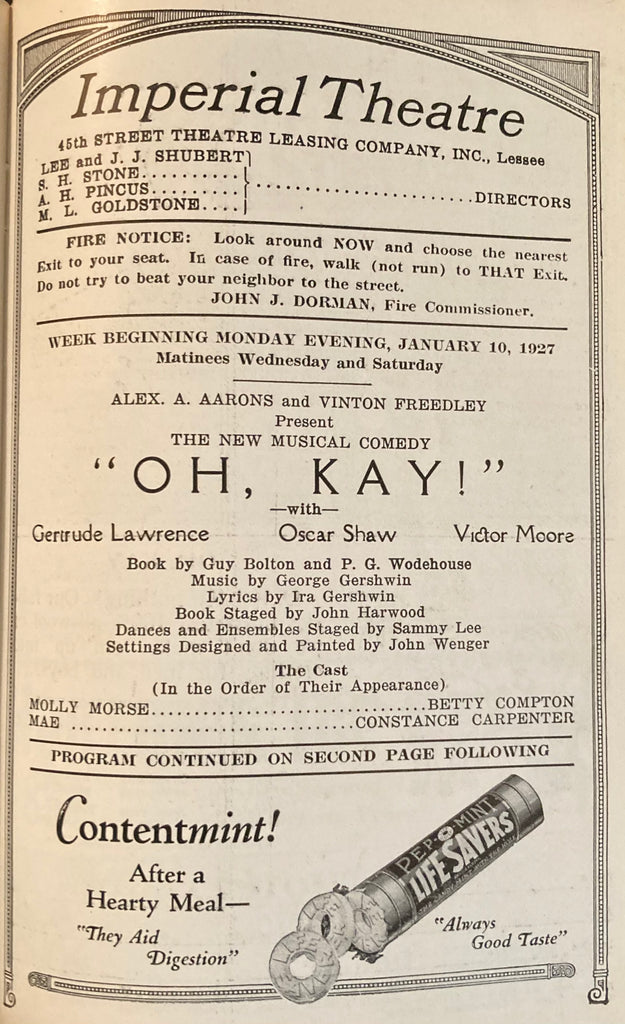 Imperial Theatre
45th STREET THEATRE LEASING COMPANY, INC., Lessee
LEE and J. J. SHUBERT
S. H. STONE..........
A. H. PINCUS.........
M. L. GOLDSTONE....
......................DIRECTORS
FIRE NOTICE: Look around NOW and choose the nearest
Exit to your seat. In case of fire, walk (not run) to THAT Exit.
Do not try to beat your neighbor to the street.
JOHN J. DORMAN, Fire Commissioner.
WEEK BEGINNING MONDAY EVENING, JANUARY 10, 1927
Matinees Wednesday and Saturday
ALEX. A. AARONS and VINTON FREEDLEY
Present
THE NEW MUSICAL COMEDY
"OH, KAY!"
—with—
Gertrude Lawrence Oscar Shaw Victor Moore
Book by Guy Bolton and P. G. Wodehouse
Music by George Gershwin
Lyrics by Ira Gershwin
Book Staged by John Harwood
Dances and Ensembles Staged by Sammy Lee
Settings Designed and Painted by John Wenger
The Cast
(In the Order of Their Appearance)
MOLLY MORSE..............................BETTY COMPTON
MAE ...............................CONSTANCE CARPENTER
PROGRAM CONTINUED ON SECOND PAGE FOLLOWING
Contentmint!
After a
Hearty Meal—
"They Aid
Digestion"
PEP-O-MINT
LIFE SAVERS
"Always
Good Taste"